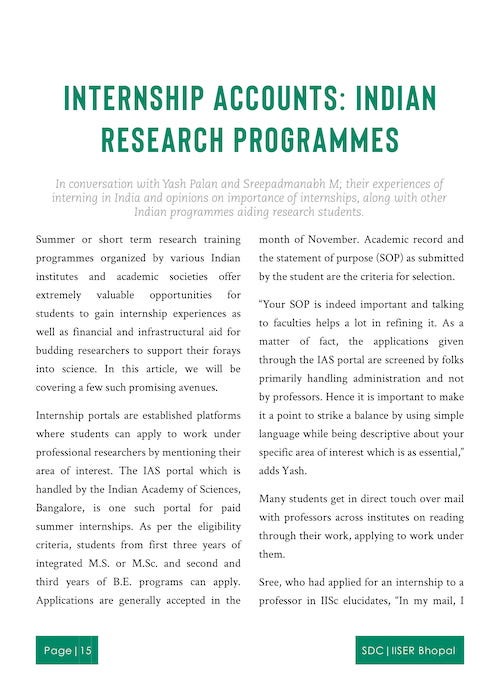 INTERNSHIP ACCOUNTS: INDIAN
RESEARCH PROGRAMMES
In conversation with Yash Palan and Sreepadmanabh M; their experiences of
interning in India and opinions on importance of internships, along with other
Indian programmes aiding research students.
Summer or short term research training
programmes organized by various Indian
institutes and academic societies offer
extremely valuable opportunities for
students to gain internship experiences as
well as financial and infrastructural aid for
budding researchers to support their forays
into science. In this article, we will be
covering a few such promising avenues.
Internship portals are established platforms
where students can apply to work under
professional researchers by mentioning their
area of interest. The IAS portal which is
handled by the Indian Academy of Sciences,
Bangalore, is one such portal for paid
summer internships. As per the eligibility
criteria, students from first three years of
integrated M.S. or M.Sc. and second and
third years of B.E. programs can apply.
Applications are generally accepted in the
month of November. Academic record and
the statement of purpose (SOP) as submitted
by the student are the criteria for selection.
“Your SOP is indeed important and talking
to faculties helps a lot in refining it. As a
matter of fact, the applications given
through the IAS portal are screened by folks
primarily handling administration and not
by professors. Hence it is important to make
it a point to strike a balance by using simple
language while being descriptive about your
specific area of interest which is as essential,”
adds Yash.
Many students get in direct touch over mail
with professors across institutes on reading
through their work, applying to work under
them.
Sree, who had applied for an internship to a
professor in IISc elucidates, “In my mail, I
Page|15
SDC|IISER Bhopal